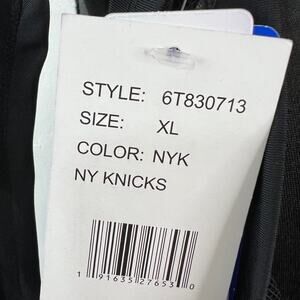 STYLE: 6T830713
SIZE: XL
COLOR: NYK
NY KNICKS
1 91635 27653 0